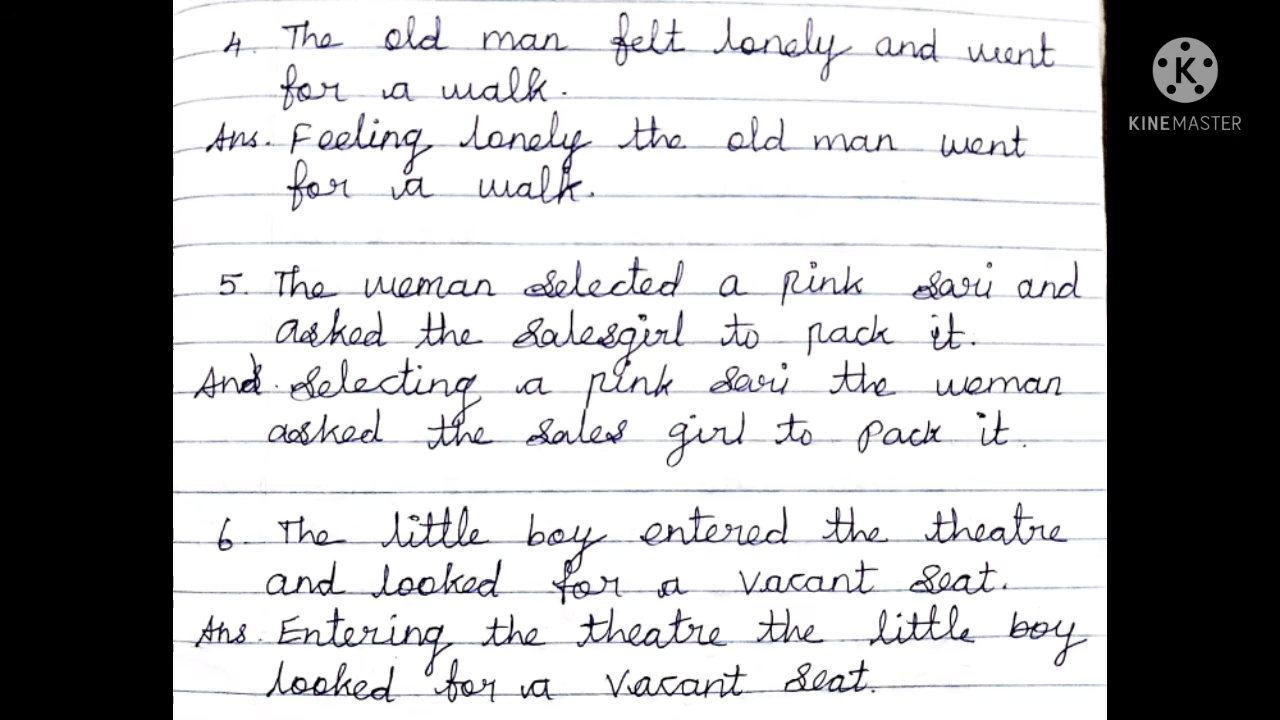 4. The old man felt lonely and went
for a walk.
Ans. Feeling lonely the old man went
for a walk.
5. The woman selected a pink sari and
asked the salesgirl to pack it.
Ans. Selecting a pink sari the woman
asked the sales girl to pack it.
6. The little boy entered the theatre
and looked for a vacant seat.
Ans. Entering the theatre the little boy
looked for a vacant seat.
K
KINEMASTER